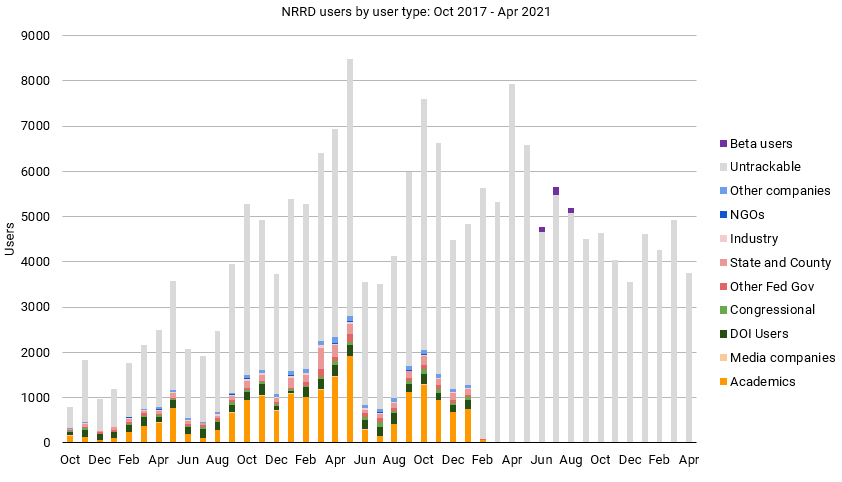 NRRD users by user type: Oct 2017 - Apr 2021
Users
9000
8000
7000
6000
5000
4000
3000
2000
1000
0
Oct Dec Feb Apr Jun Aug Oct Dec Feb Apr Jun Aug Oct Dec Feb Apr Jun Aug Oct Dec Feb Apr
Beta users
Untrackable
Other companies
NGOs
Industry
State and County
Other Fed Gov
Congressional
DOI Users
Media companies
Academics